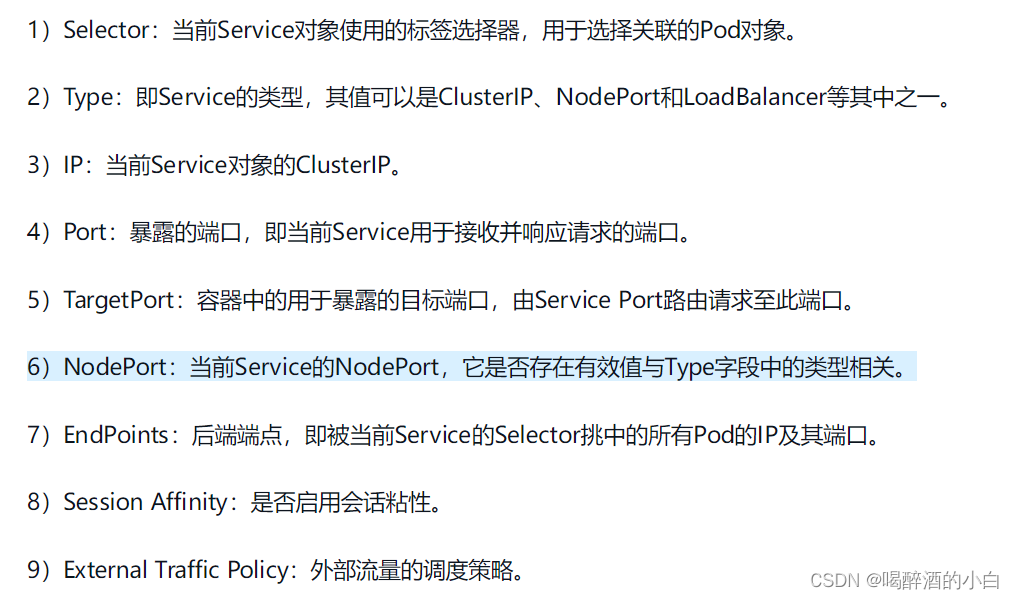 1）Selector：当前Service对象使用的标签选择器，用于选择关联的Pod对象。
2）Type：即Service的类型，其值可以是ClusterIP、NodePort和LoadBalancer等其中之一。
3）IP：当前Service对象的ClusterIP。
4）Port：暴露的端口，即当前Service用于接收并响应请求的端口。
5）TargetPort：容器中的用于暴露的目标端口，由Service Port路由请求至此端口。
6）NodePort：当前Service的NodePort，它是否存在有效值与Type字段中的类型相关。
7）EndPoints：后端端点，即被当前Service的Selector挑中的所有Pod的IP及其端口。
8）Session Affinity：是否启用会话粘性。
9）External Traffic Policy：外部流量的调度策略。
CSDN @喝醉酒的小白